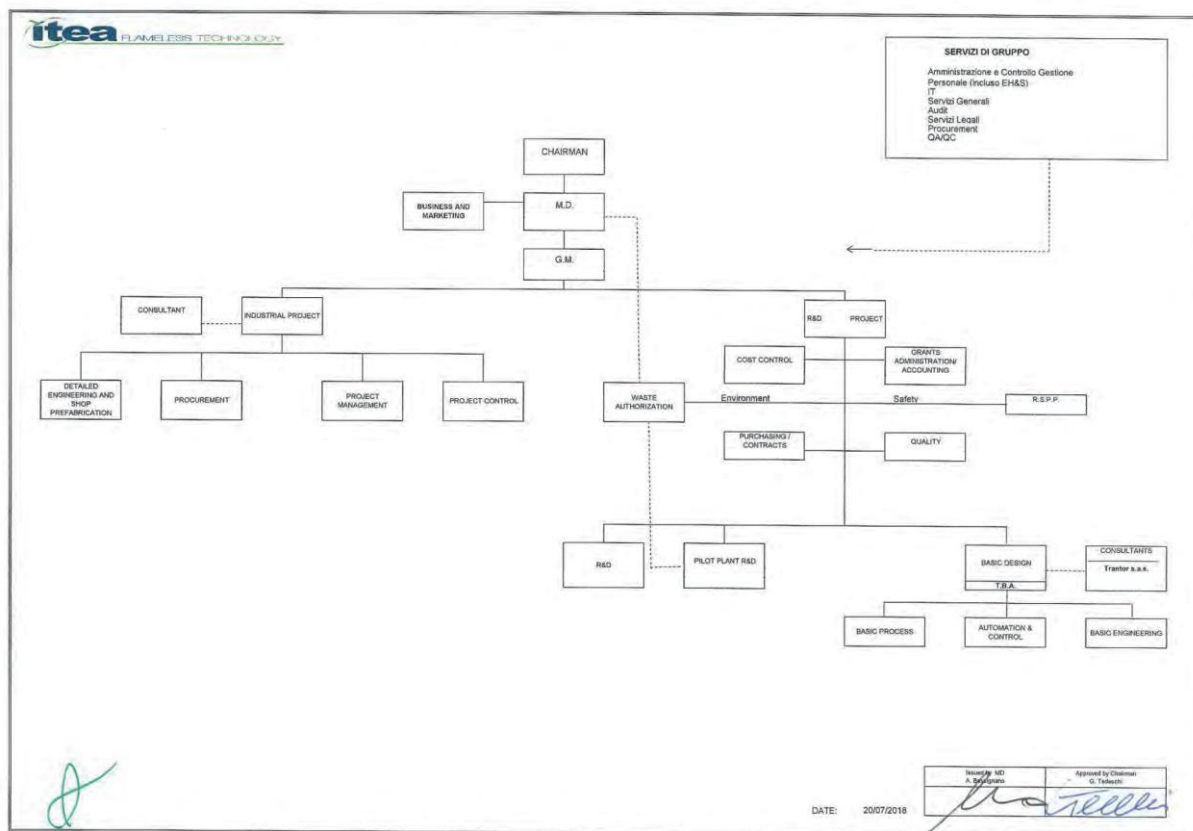 itea FLAMELESS TECHNOLOGY
SERVIZI DI GRUPPO
Amministrazione e Controllo Gestione
Personale (incluso EH&S)
IT
Servizi Generali
Audit
Servizi Legali
Procurement
QA/QC
CHAIRMAN
BUSINESS AND
MARKETING
M.D.
G.M.
CONSULTANT
INDUSTRIAL PROJECT
R&D PROJECT
COST CONTROL
GRANTS
ADMINISTRATION/
ACCOUNTING
DETAILED
ENGINEERING AND
SHOP
PREFABRICATION
PROCUREMENT
PROJECT
MANAGEMENT
PROJECT CONTROL
WASTE
AUTHORIZATION
Environment
Safety
R.S.P.P.
PURCHASING /
CONTRACTS
QUALITY
R&D
PILOT PLANT R&D
BASIC DESIGN
T.B.A.
CONSULTANTS
Trantor s.a.s.
BASIC PROCESS
AUTOMATION &
CONTROL
BASIC ENGINEERING
DATE: 20/07/2018
Issued by MD
A.
Approved by Chairman
G. Tedeschi